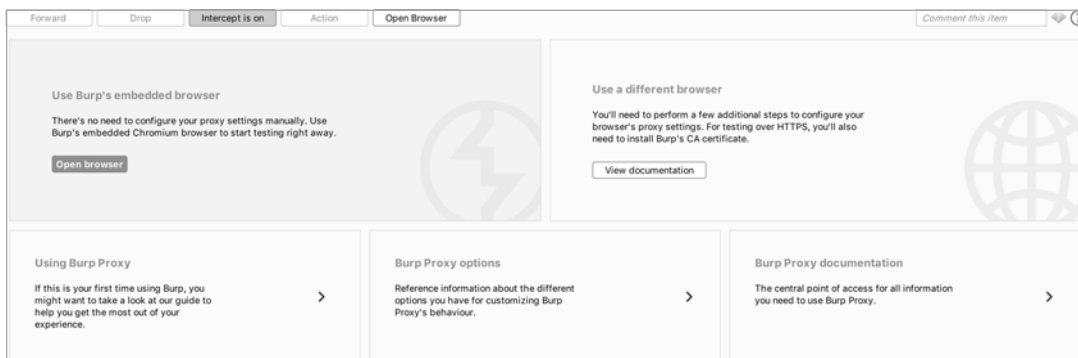 Forward Drop Intercept is on Action Open Browser Comment this item
Use Burp's embedded browser
There's no need to configure your proxy settings manually. Use
Burp's embedded Chromium browser to start testing right away.
Open browser
Use a different browser
You'll need to perform a few additional steps to configure your
browser's proxy settings. For testing over HTTPS, you'll also
need to install Burp's CA certificate.
View documentation
Using Burp Proxy
If this is your first time using Burp, you
might want to take a look at our guide to
help you get the most out of your
experience.
Burp Proxy options
Reference information about the different
options you have for customizing Burp
Proxy's behaviour.
Burp Proxy documentation
The central point of access for all information
you need to use Burp Proxy.